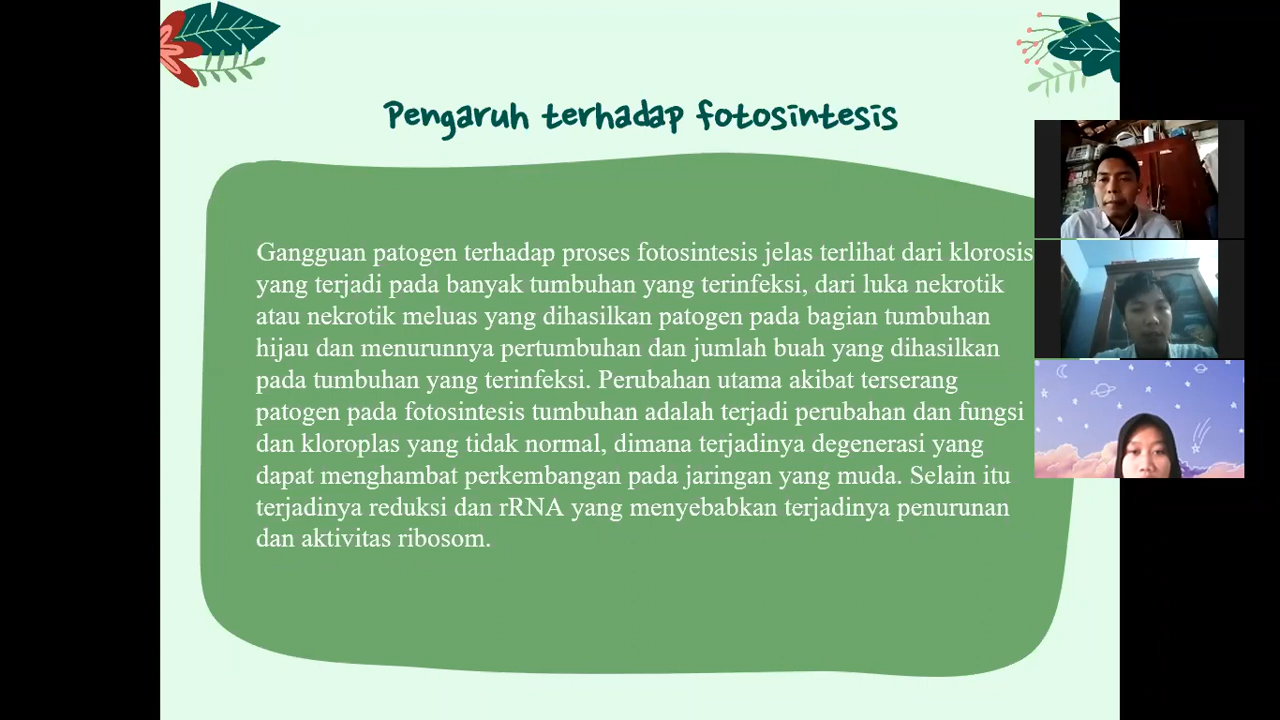 Pengaruh terhadap fotosintesis
Gangguan patogen terhadap proses fotosintesis jelas terlihat dari klorosis
yang terjadi pada banyak tumbuhan yang terinfeksi, dari luka nekrotik
atau nekrotik meluas yang dihasilkan patogen pada bagian tumbuhan
hijau dan menurunnya pertumbuhan dan jumlah buah yang dihasilkan
pada tumbuhan yang terinfeksi. Perubahan utama akibat terserang
patogen pada fotosintesis tumbuhan adalah terjadi perubahan dan fungsi
dan kloroplas yang tidak normal, dimana terjadinya degenerasi yang
dapat menghambat perkembangan pada jaringan yang muda. Selain itu
terjadinya reduksi dan rRNA yang menyebabkan terjadinya penurunan
dan aktivitas ribosom.